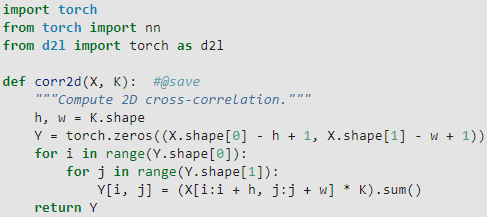 import torch
from torch import nn
from d2l import torch as d2l

def corr2d(X, K):  #@save
    """Compute 2D cross-correlation."""
    h, w = K.shape
    Y = torch.zeros((X.shape[0] - h + 1, X.shape[1] - w + 1))
    for i in range(Y.shape[0]):
        for j in range(Y.shape[1]):
            Y[i, j] = (X[i:i + h, j:j + w] * K).sum()
    return Y